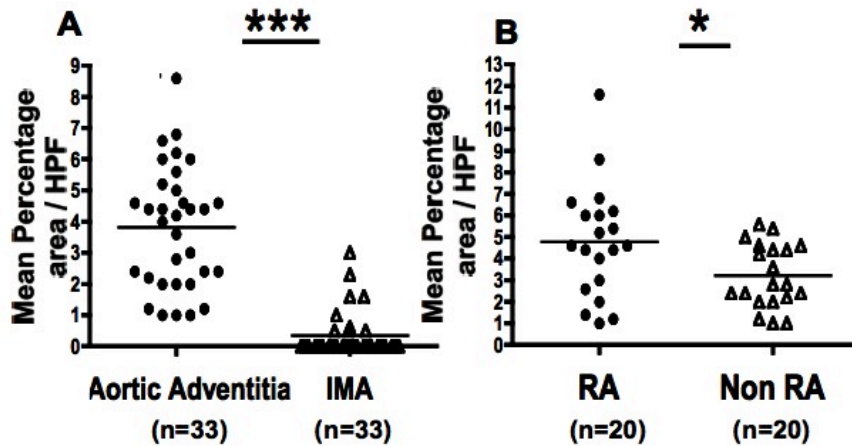 A
***
Mean Percentage
area / HPF
9
8
7
6
5
4
3
2
1
0
Aortic Adventitia
IMA
(n=33)
(n=33)
B
*
Mean Percentage
area / HPF
13
12
11
10
9
8
7
6
5
4
3
2
1
0
RA
Non RA
(n=20)
(n=20)